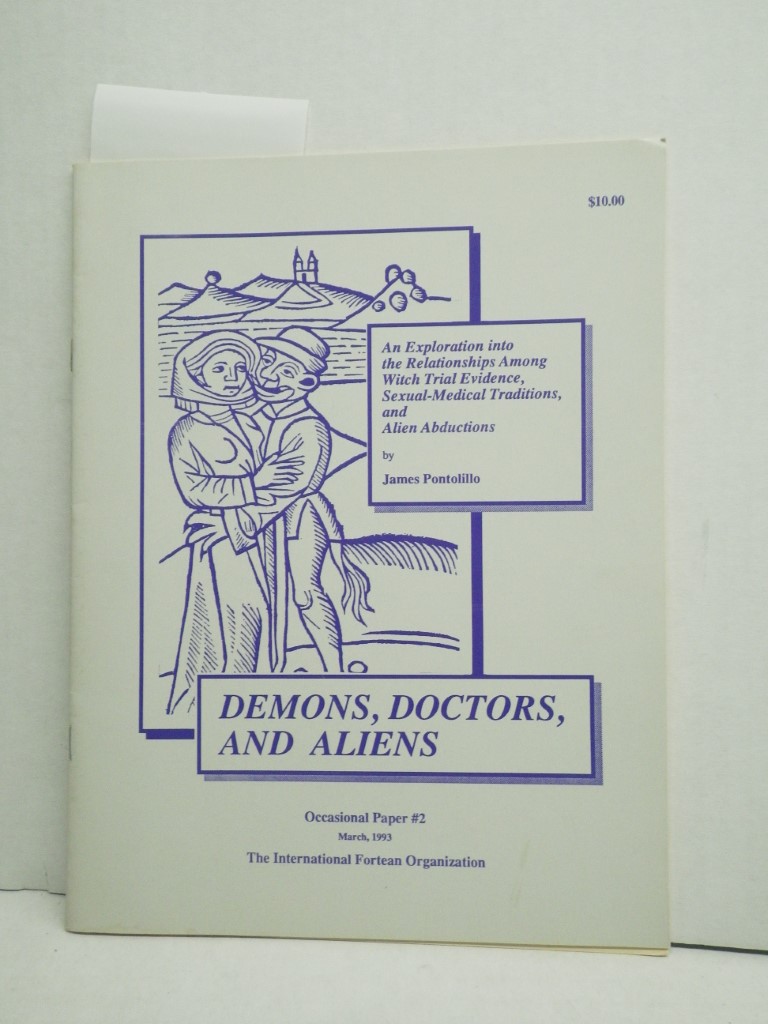 $10.00
An Exploration into
the Relationships Among
Witch Trial Evidence,
Sexual-Medical Traditions,
and
Alien Abductions
by
James Pontolillo
DEMONS, DOCTORS,
AND ALIENS
Occasional Paper #2
March, 1993
The International Fortean Organization